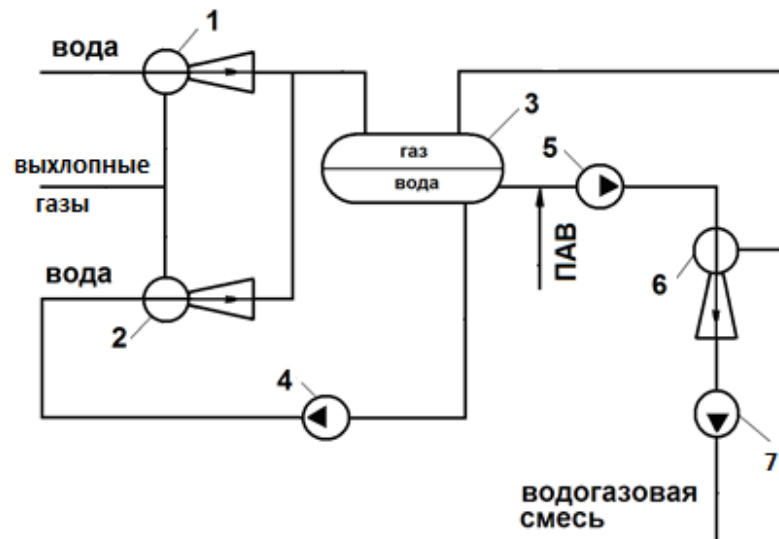 1
вода
3
газ
вода
5
выхлопные
газы
вода
ПАВ
6
2
4
7
водогазовая
смесь